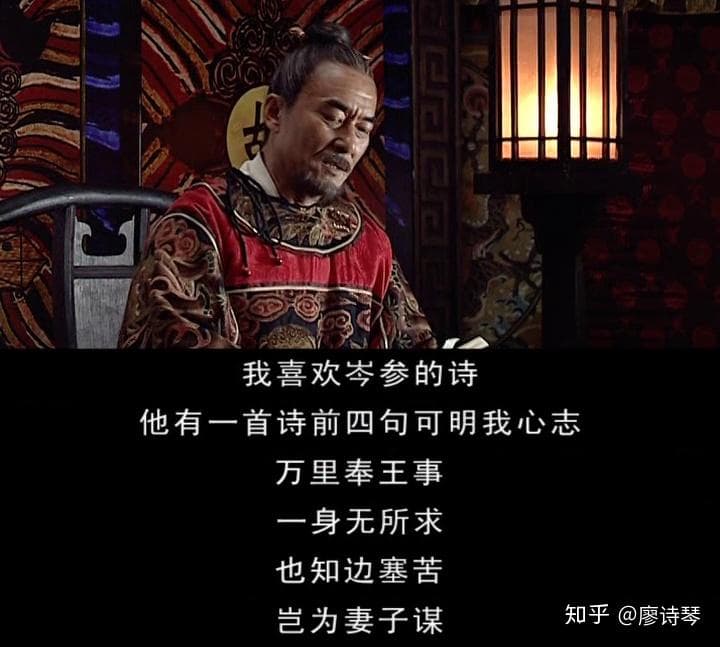 我喜欢岑参的诗
他有一首诗前四句可明我心志
万里奉王事
一身无所求
也知边塞苦
岂为妻子谋
知乎 @廖诗琴